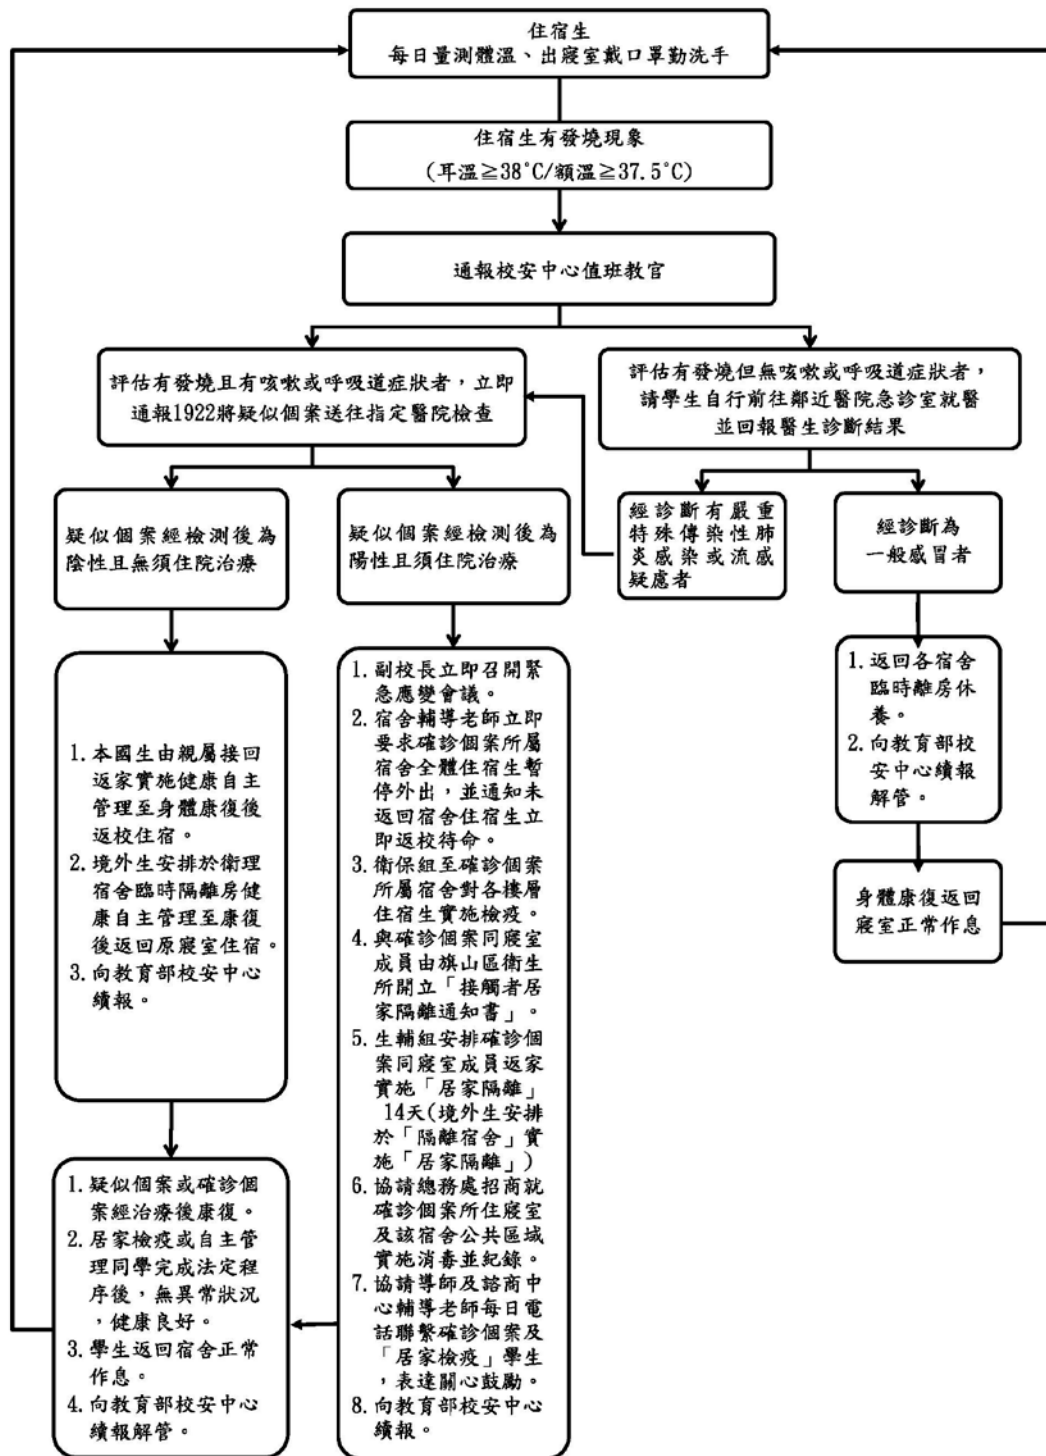 住宿生
每日量測體溫、出寢室戴口罩勤洗手
住宿生有發燒現象
(耳溫≧38°C/額溫≧37.5°C)
通報校安中心值班教官
評估有發燒且有咳嗽或呼吸道症狀者，立即
通報1922將疑似個案送往指定醫院檢查
評估有發燒但無咳嗽或呼吸道症狀者，
請學生自行前往鄰近醫院急診室就醫
並回報醫生診斷結果
疑似個案經檢測後為
陰性且無須住院治療
疑似個案經檢測後為
陽性且須住院治療
經診斷有嚴重
特殊傳染性肺
炎感染或流感
疑慮者
經診斷為
一般感冒者
1. 本國生由親屬接回
返家實施健康自主
管理至身體康復後
返校住宿。
2. 境外生安排於衛理
宿舍臨時隔離房健
康自主管理至康復
後返回原寢室住宿。
3. 向教育部校安中心
續報。
1. 副校長立即召開緊
急應變會議。
2. 宿舍輔導老師立即
要求確診個案所屬
宿舍全體住宿生暫
停外出，並通知未
返回宿舍住宿生立
即返校待命。
3. 衛保組至確診個案
所屬宿舍對各樓層
住宿生實施檢疫。
4. 與確診個案同寢室
成員由旗山區衛生
所開立「接觸者居
家隔離通知書」。
5. 生輔組安排確診個
案同寢室成員返家
實施「居家隔離」
14天(境外生安排
於「隔離宿舍」實
施「居家隔離」)
6. 協請總務處招商就
確診個案所住寢室
及該宿舍公共區域
實施消毒並紀錄。
7. 協請導師及諮商中
心輔導老師每日電
話聯繫確診個案及
「居家檢疫」學生
，表達關心鼓勵。
8. 向教育部校安中心
續報。
1. 返回各宿舍
臨時離房休
養。
2. 向教育部校
安中心續報
解管。
身體康復返回
寢室正常作息
1. 疑似個案或確診個
案經治療後康復。
2. 居家檢疫或自主管
理同學完成法定程
序後，無異常狀況
，健康良好。
3. 學生返回宿舍正常
作息。
4. 向教育部校安中心
續報解管。